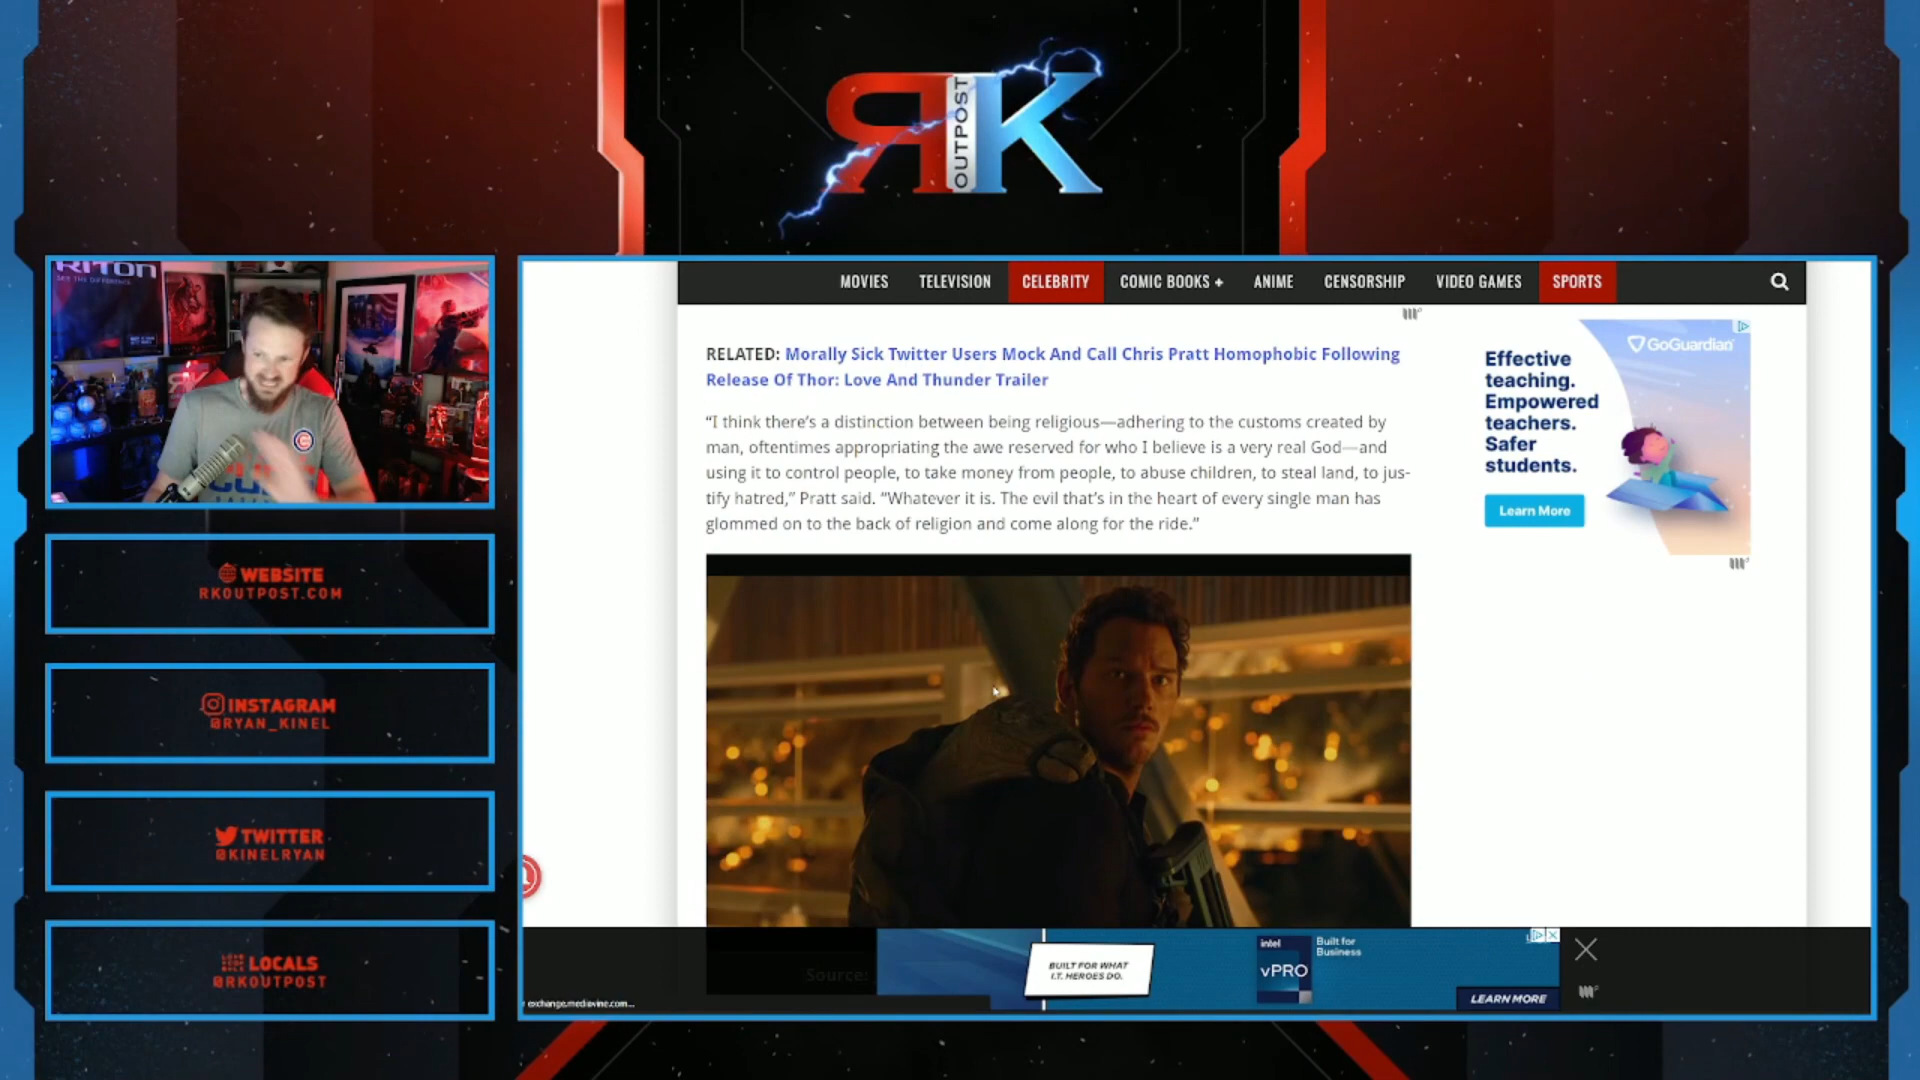 RK
OUTPOST
RITON
SEE THE DIFFERENCE
WEBSITE
RKOUTPOST.COM
INSTAGRAM
@RYAN_KINEL
TWITTER
@KINELRYAN
LOCALS
@RKOUTPOST
MOVIES TELEVISION CELEBRITY COMIC BOOKS + ANIME CENSORSHIP VIDEO GAMES SPORTS
RELATED: Morally Sick Twitter Users Mock And Call Chris Pratt Homophobic Following
Release Of Thor: Love And Thunder Trailer
“I think there’s a distinction between being religious—adhering to the customs created by
man, oftentimes appropriating the awe reserved for who I believe is a very real God—and
using it to control people, to take money from people, to abuse children, to steal land, to jus-
tify hatred,” Pratt said. “Whatever it is. The evil that’s in the heart of every single man has
glommed on to the back of religion and come along for the ride.”
GoGuardian
Effective
teaching.
Empowered
teachers.
Safer
students.
Learn More
Source:
BUILT FOR WHAT
I.T. HEROES DO.
intel
vPRO
Built for
Business
LEARN MORE
exchange.mediavine.com...